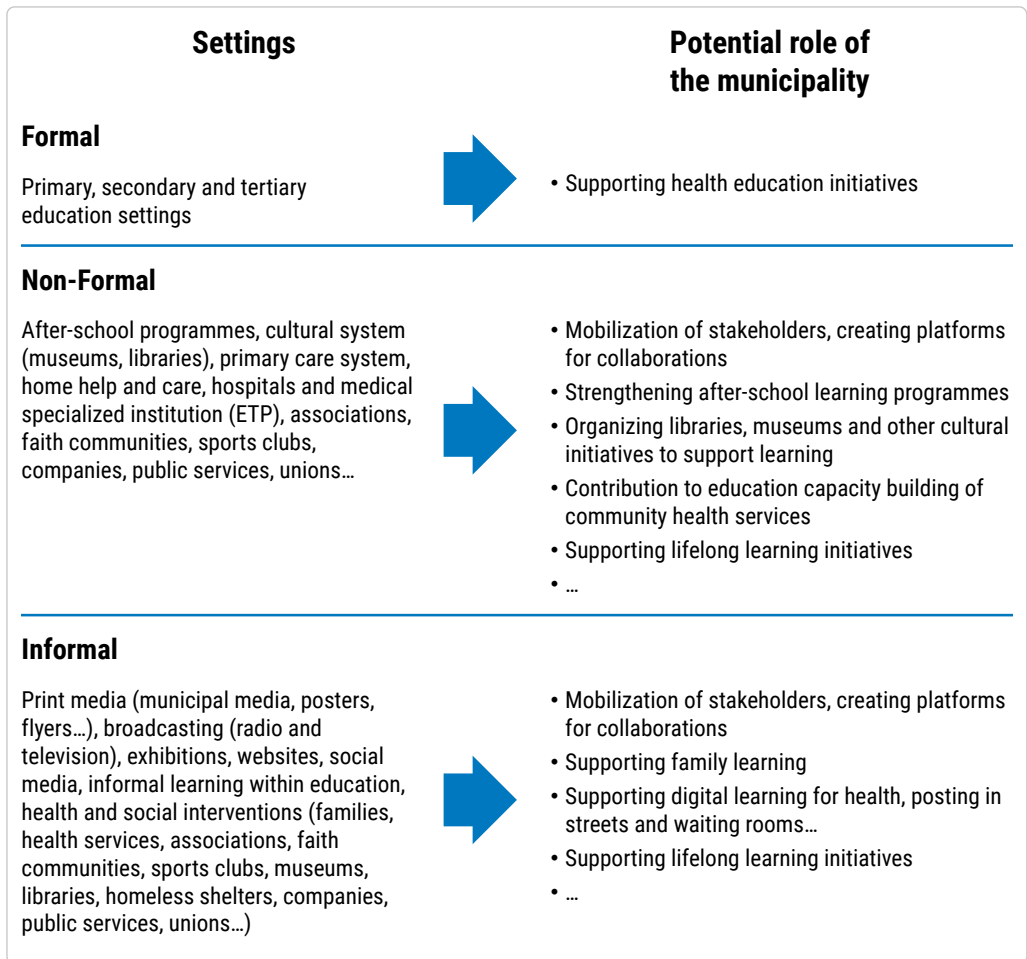 Settings
Potential role of
the municipality
Formal
Primary, secondary and tertiary
education settings
• Supporting health education initiatives
Non-Formal
After-school programmes, cultural system
(museums, libraries), primary care system,
home help and care, hospitals and medical
specialized institution (ETP), associations,
faith communities, sports clubs,
companies, public services, unions…
• Mobilization of stakeholders, creating platforms
for collaborations
• Strengthening after-school learning programmes
• Organizing libraries, museums and other cultural
initiatives to support learning
• Contribution to education capacity building of
community health services
• Supporting lifelong learning initiatives
• …
Informal
Print media (municipal media, posters,
flyers…), broadcasting (radio and
television), exhibitions, websites, social
media, informal learning within education,
health and social interventions (families,
health services, associations, faith
communities, sports clubs, museums,
libraries, homeless shelters, companies,
public services, unions…)
• Mobilization of stakeholders, creating platforms
for collaborations
• Supporting family learning
• Supporting digital learning for health, posting in
streets and waiting rooms…
• Supporting lifelong learning initiatives
• …